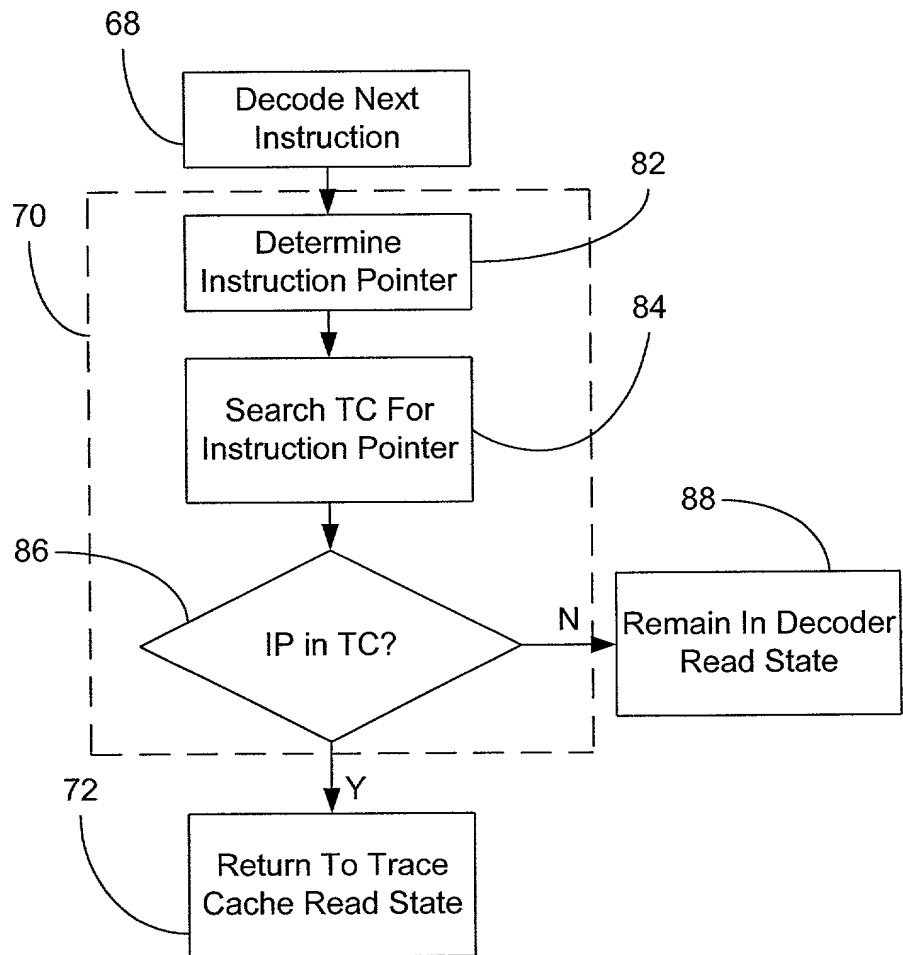 68
Decode Next
Instruction
82
70
Determine
Instruction Pointer
84
Search TC For
Instruction Pointer
88
86
IP in TC?
N
Remain In Decoder
Read State
72
Y
Return To Trace
Cache Read State